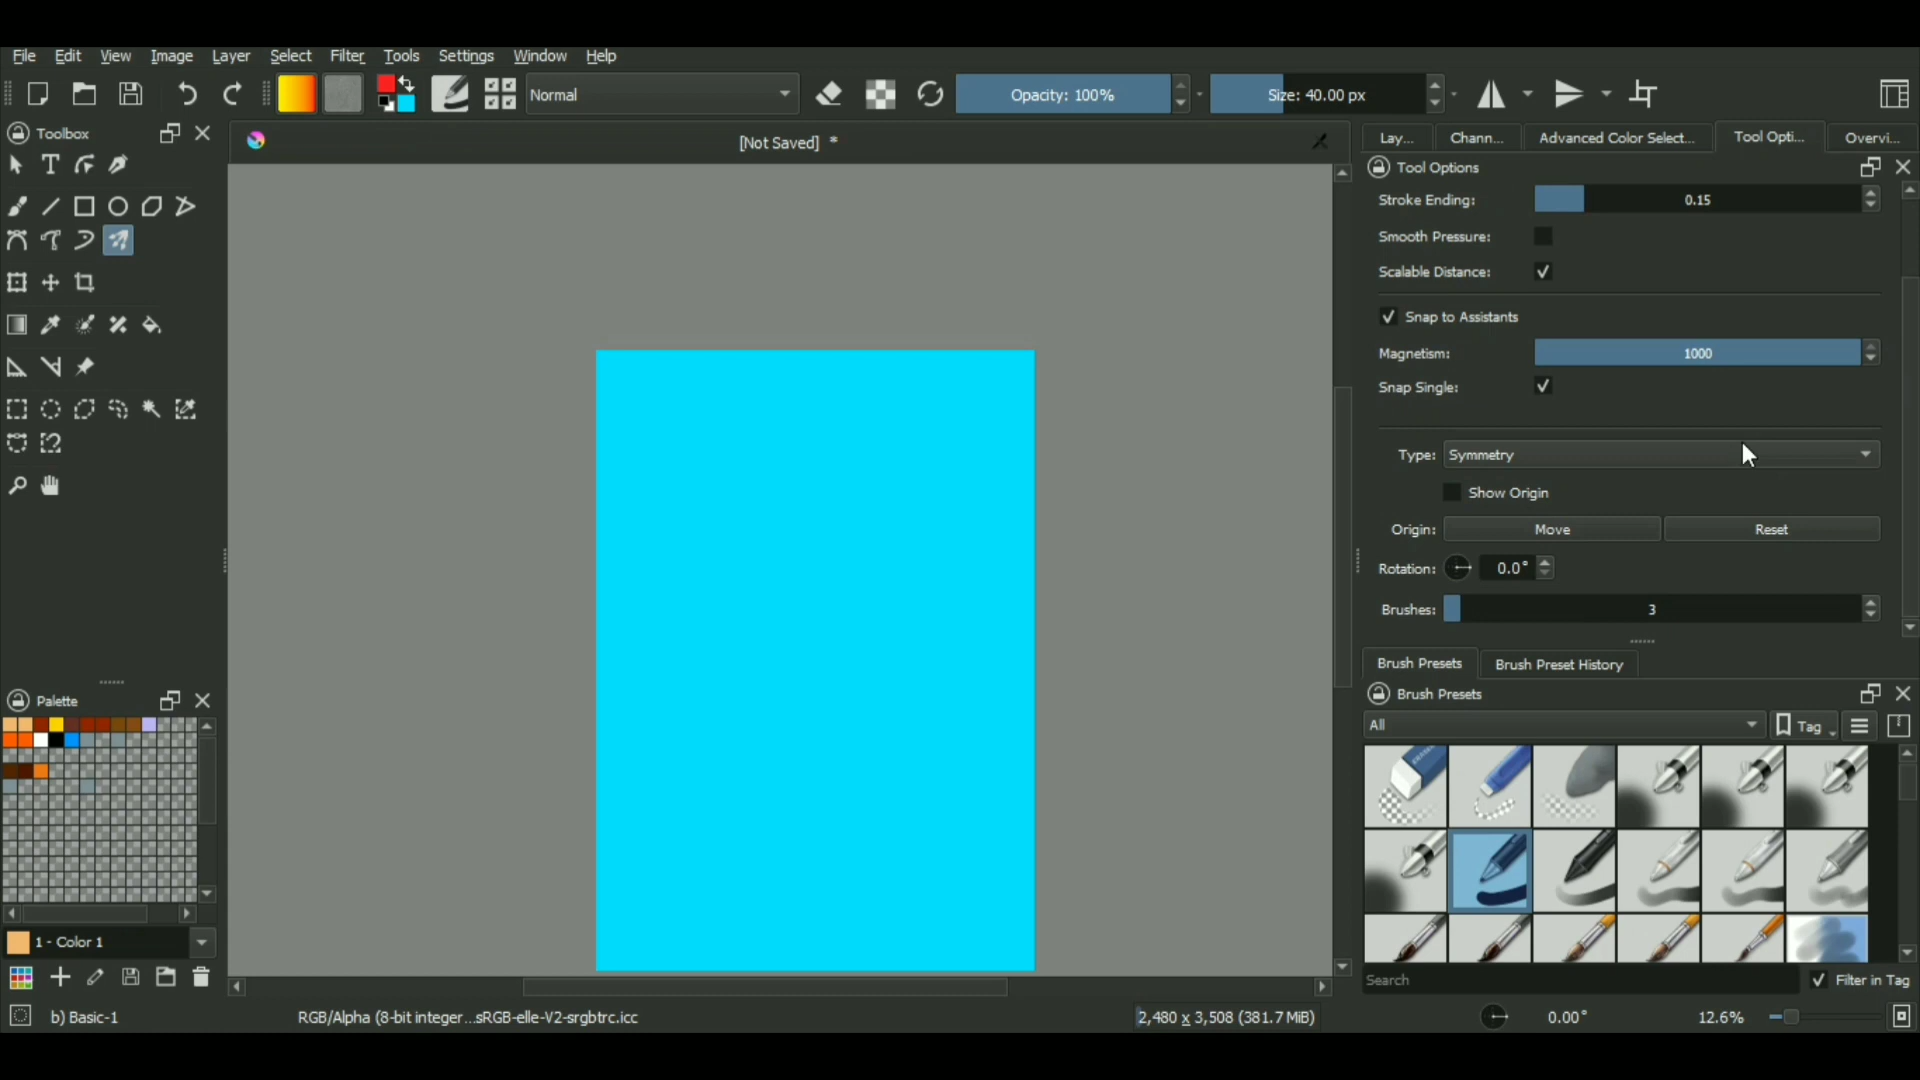 File Edit View Image Layer Select Filter Tools Settings Window Help
Normal Opacity: 100% Size: 40.00 px
Toolbox
[Not Saved] *
Lay... Chann... Advanced Color Select... Tool Opti... Overvi...
Tool Options
Stroke Ending: 0.15
Smooth Pressure:
Scalable Distance:
Snap to Assistants
Magnetism: 1000
Snap Single:
Type: Symmetry
Show Origin
Origin: Move Reset
Rotation: 0.0°
Brushes: 3
Brush Presets Brush Preset History
Brush Presets
All Tag
Search Filter in Tag
Palette
1 - Color 1
b) Basic-1 RGB/Alpha (8-bit integer...sRGB-elle-V2-srgbtrc.icc 2,480 x 3,508 (381.7 MiB) 0.00° 12.6%